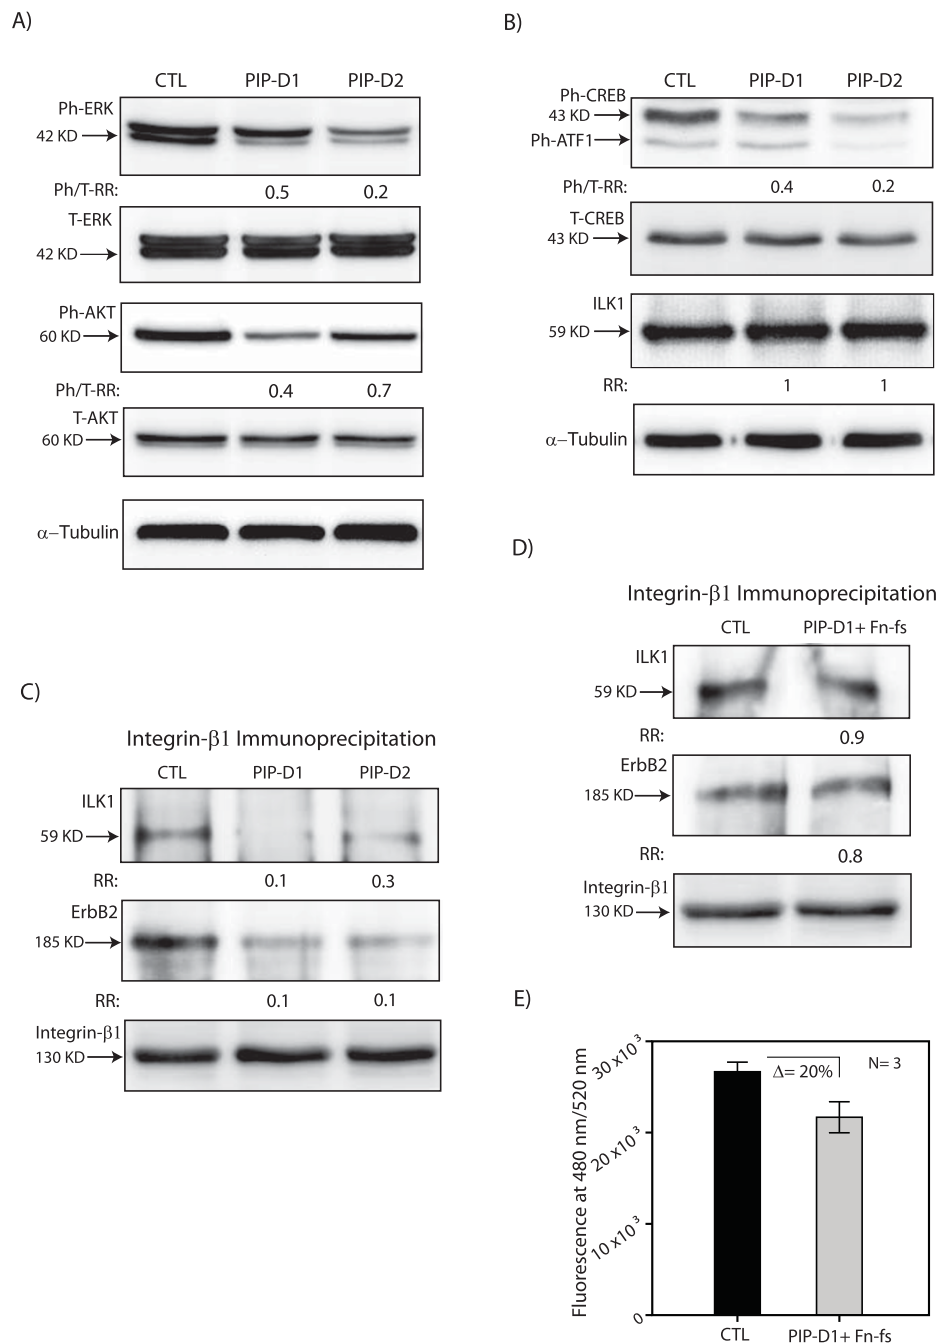 A)
CTL PIP-D1 PIP-D2
Ph-ERK
42 KD
Ph/T-RR: 0.5 0.2
T-ERK
42 KD
Ph-AKT
60 KD
Ph/T-RR: 0.4 0.7
T-AKT
60 KD
α−Tubulin
B)
CTL PIP-D1 PIP-D2
Ph-CREB
43 KD
Ph-ATF1
Ph/T-RR: 0.4 0.2
T-CREB
43 KD
ILK1
59 KD
RR: 1 1
α−Tubulin
C)
Integrin-β1 Immunoprecipitation
CTL PIP-D1 PIP-D2
ILK1
59 KD
RR: 0.1 0.3
ErbB2
185 KD
RR: 0.1 0.1
Integrin-β1
130 KD
D)
Integrin-β1 Immunoprecipitation
CTL PIP-D1+ Fn-fs
ILK1
59 KD
RR: 0.9
ErbB2
185 KD
RR: 0.8
Integrin-β1
130 KD
E)
Fluorescence at 480 nm/520 nm
30 x10³
20 x10³
10 x10³
0
Δ= 20%
N= 3
CTL PIP-D1+ Fn-fs